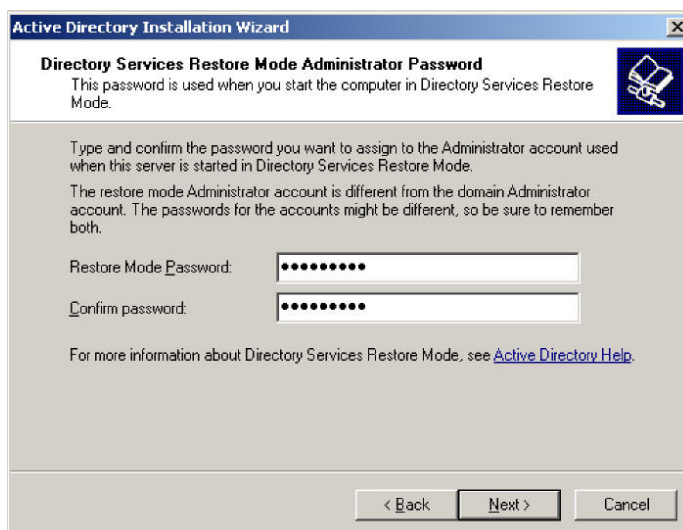 Active Directory Installation Wizard
Directory Services Restore Mode Administrator Password
This password is used when you start the computer in Directory Services Restore
Mode.
Type and confirm the password you want to assign to the Administrator account used
when this server is started in Directory Services Restore Mode.
The restore mode Administrator account is different from the domain Administrator
account. The passwords for the accounts might be different, so be sure to remember
both.
Restore Mode Password: •••••••••
Confirm password: •••••••••
For more information about Directory Services Restore Mode, see Active Directory Help.
< Back Next > Cancel